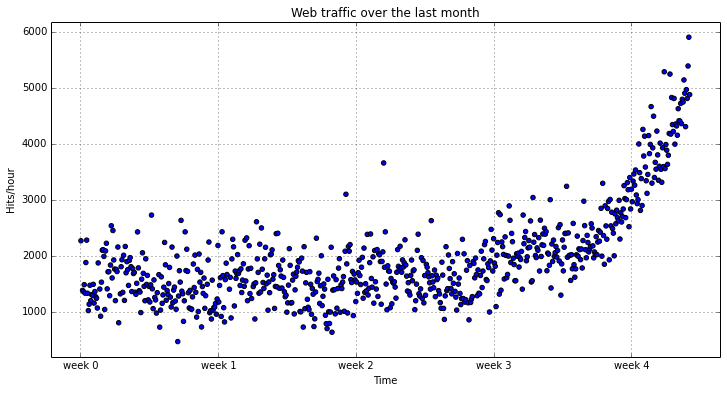 Web traffic over the last month
6000
5000
4000
3000
2000
1000
Hits/hour
week 0 week 1 week 2 week 3 week 4
Time